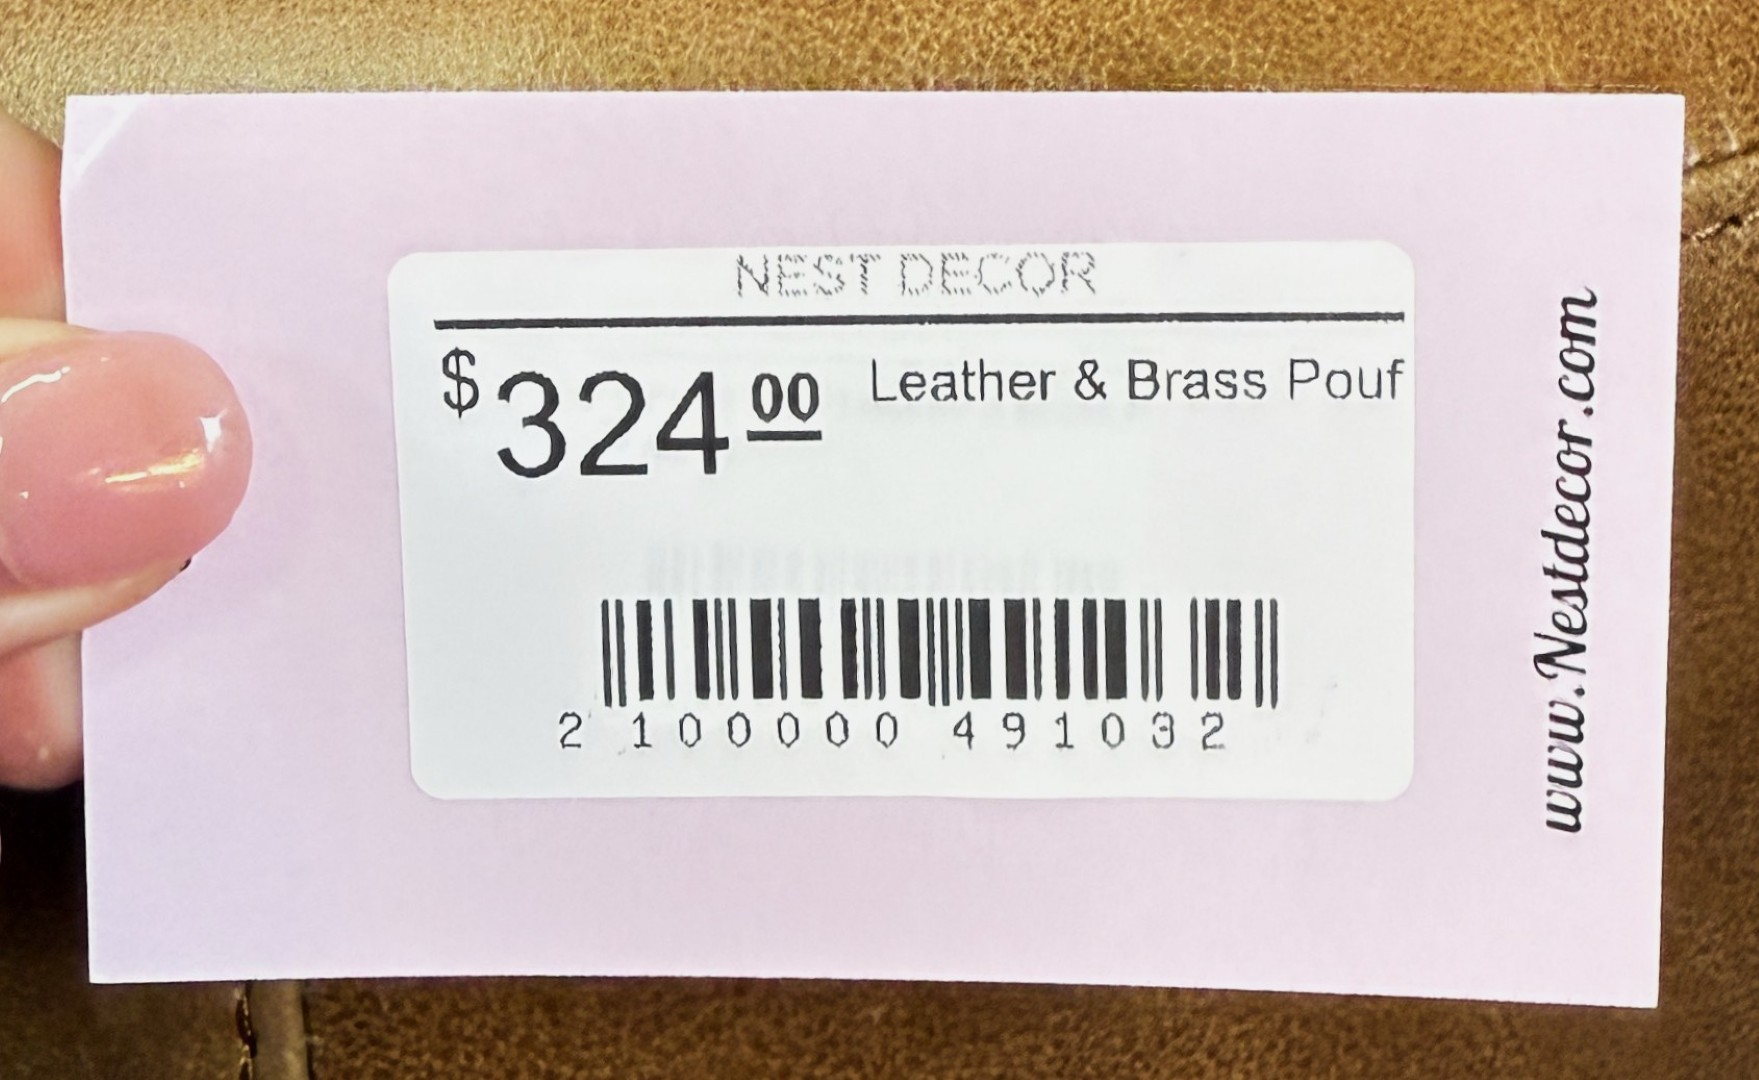 NEST DECOR
$324.00 Leather & Brass Pouf
2 100000 491032
www.Nestdecor.com